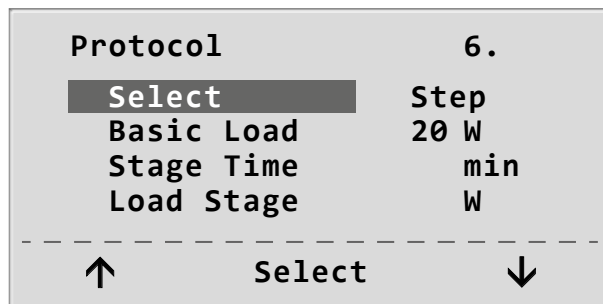 Protocol 6.
Select Step
Basic Load 20 W
Stage Time min
Load Stage W
↑ Select ↓